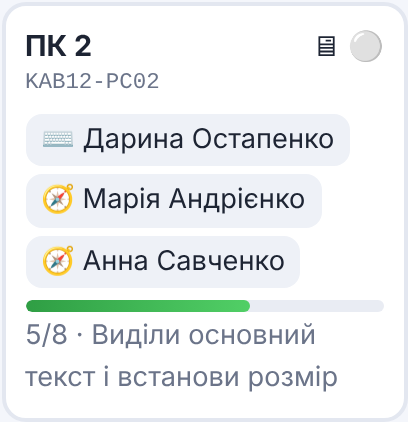 ПК 2
KAB12-PC02
Дарина Остапенко
Марія Андрієнко
Анна Савченко
5/8 · Виділи основний
текст і встанови розмір